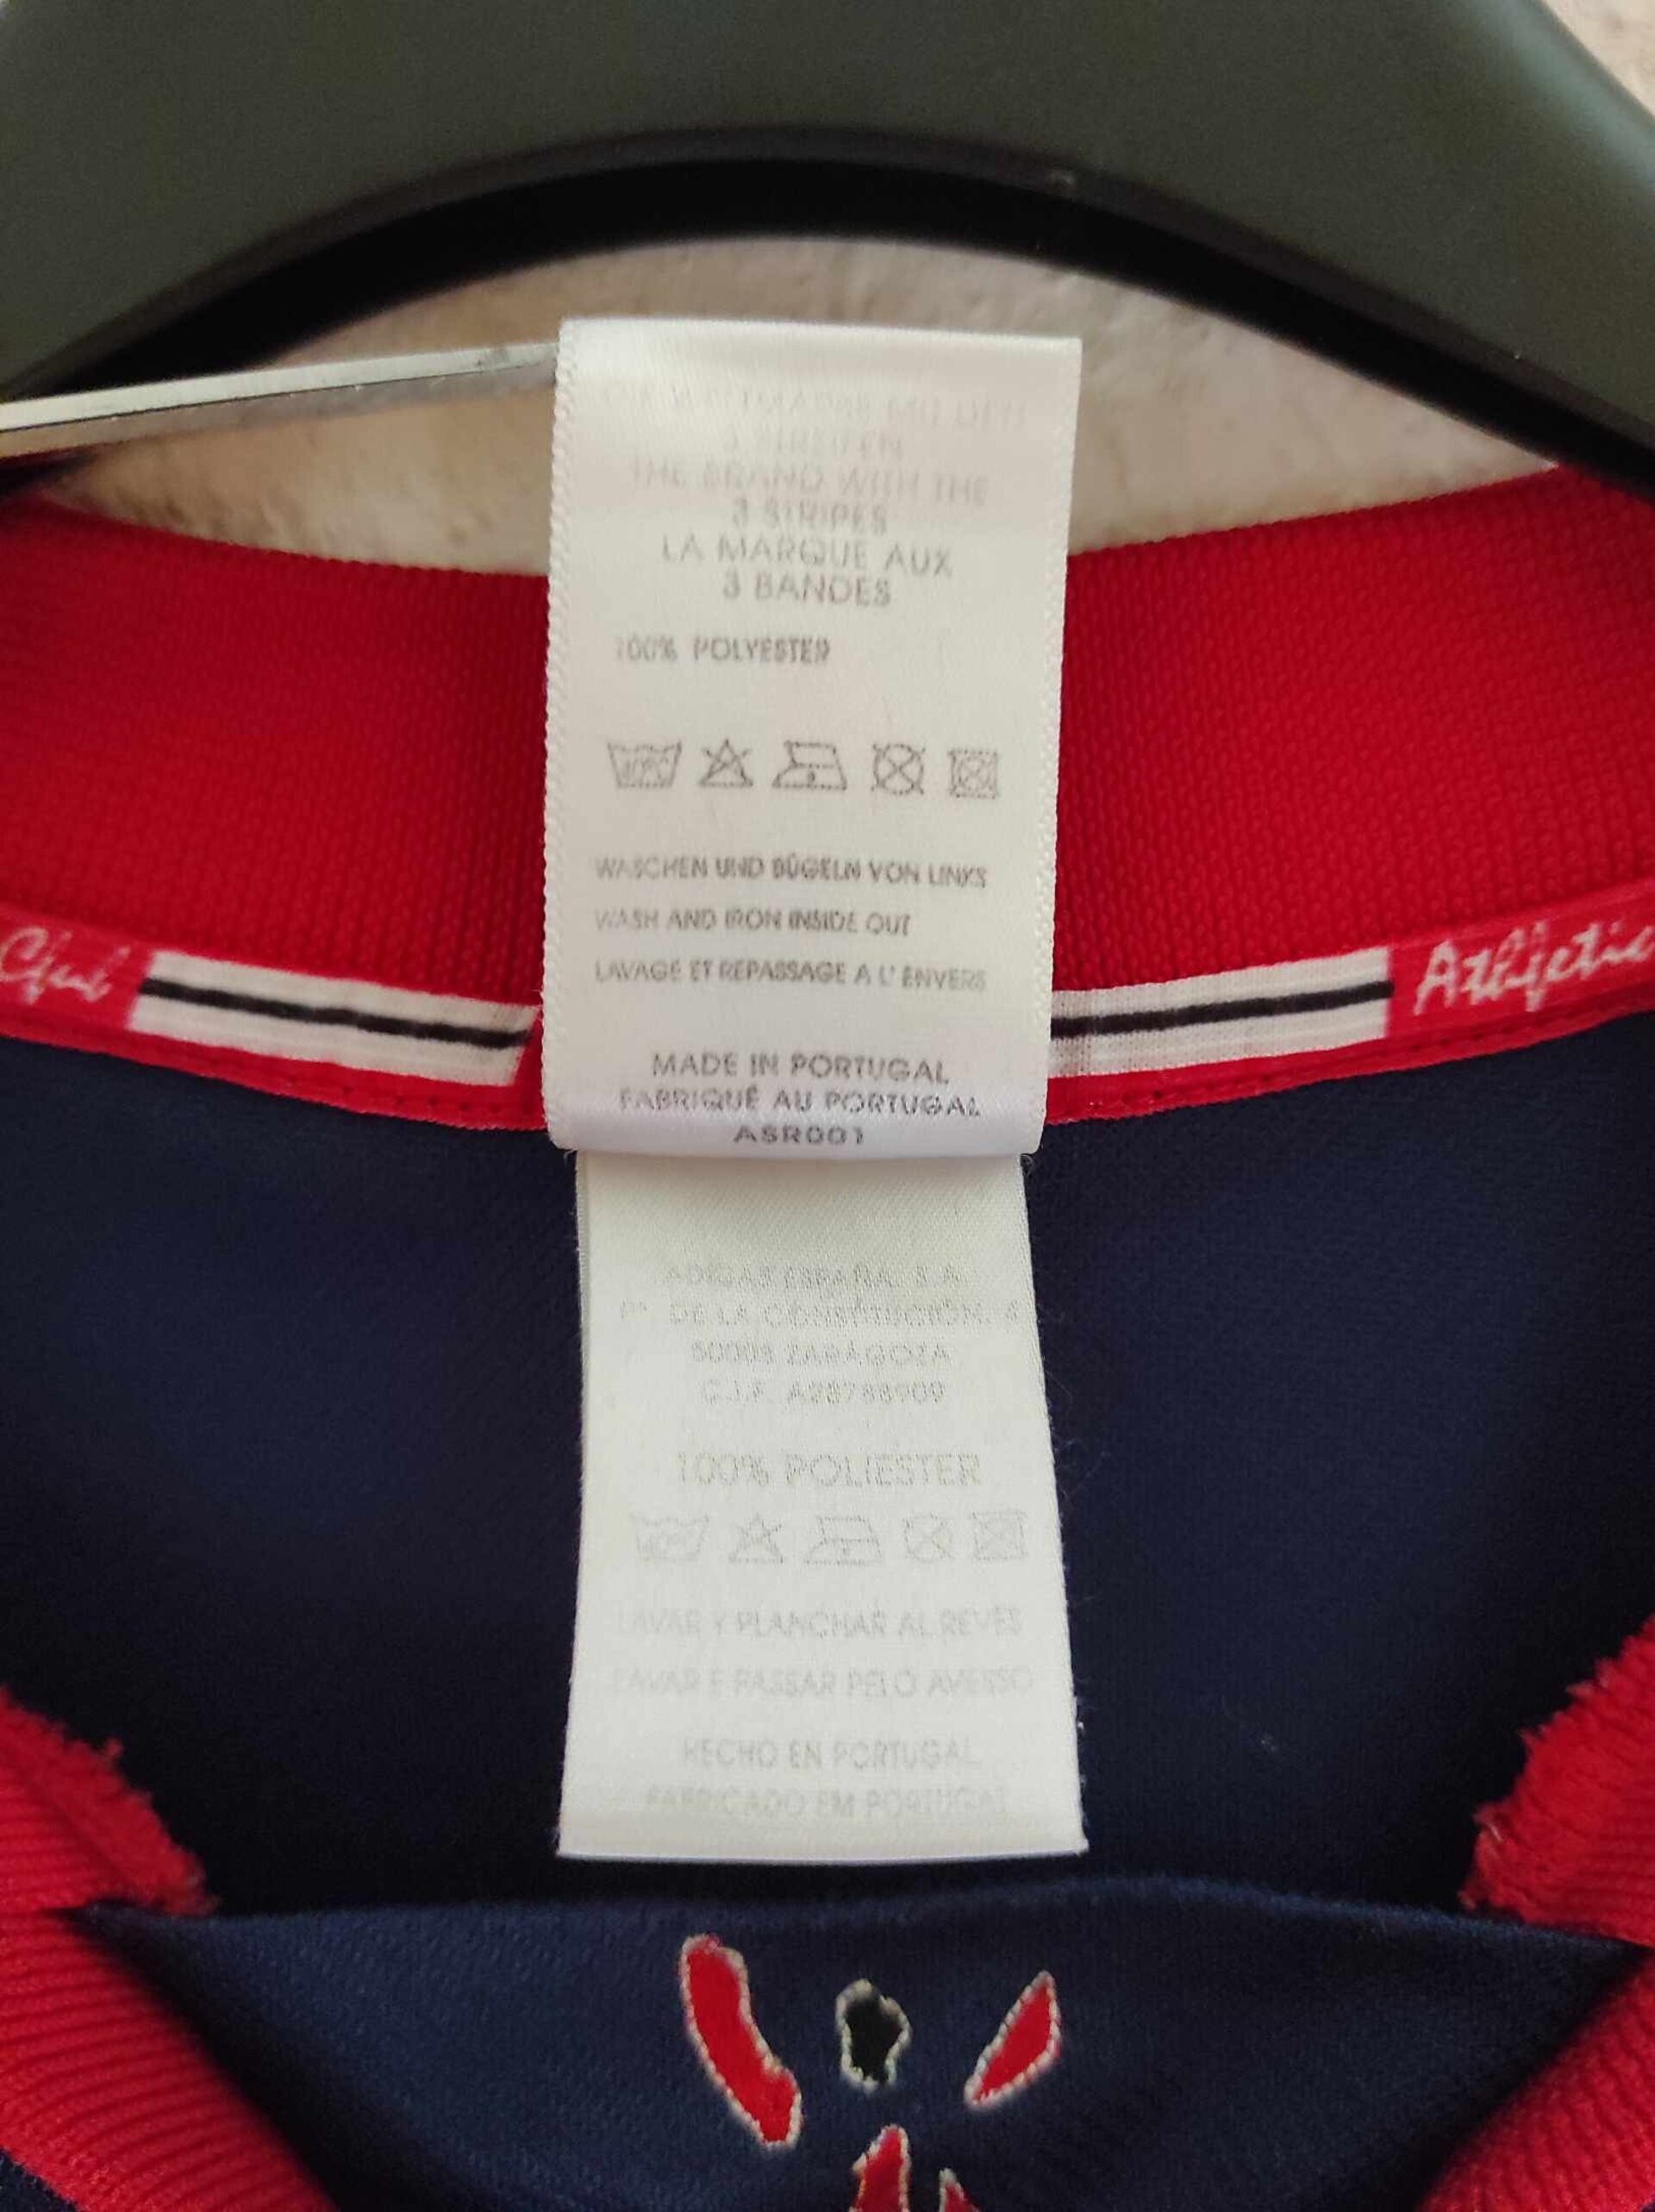 3 STREIFEN
THE BRAND WITH THE
3 STRIPES
LA MARQUE AUX
3 BANDES
100% POLYESTER
WASCHEN UND BÜGELN VON LINKS
WASH AND IRON INSIDE OUT
LAVAGE ET REPASSAGE A L' ENVERS
Club
Athletic
MADE IN PORTUGAL
FABRIQUÉ AU PORTUGAL
ASR001
ADIDAS ESPAÑA, S.A.
Pº DE LA CONSTITUCIÓN, 4
ZARAGOZA
C.I.F.
100% POLIESTER
LAVAR Y PLANCHAR AL REVES
LAVAR E PASSAR PELO AVESSO
HECHO EN PORTUGAL
FABRICADO EM PORTUGAL